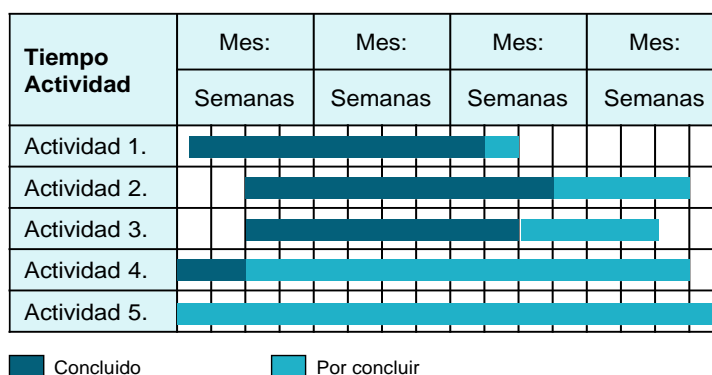 Tiempo
Actividad
Mes: Mes: Mes: Mes:
Semanas Semanas Semanas Semanas
Actividad 1.
Actividad 2.
Actividad 3.
Actividad 4.
Actividad 5.
Concluido Por concluir